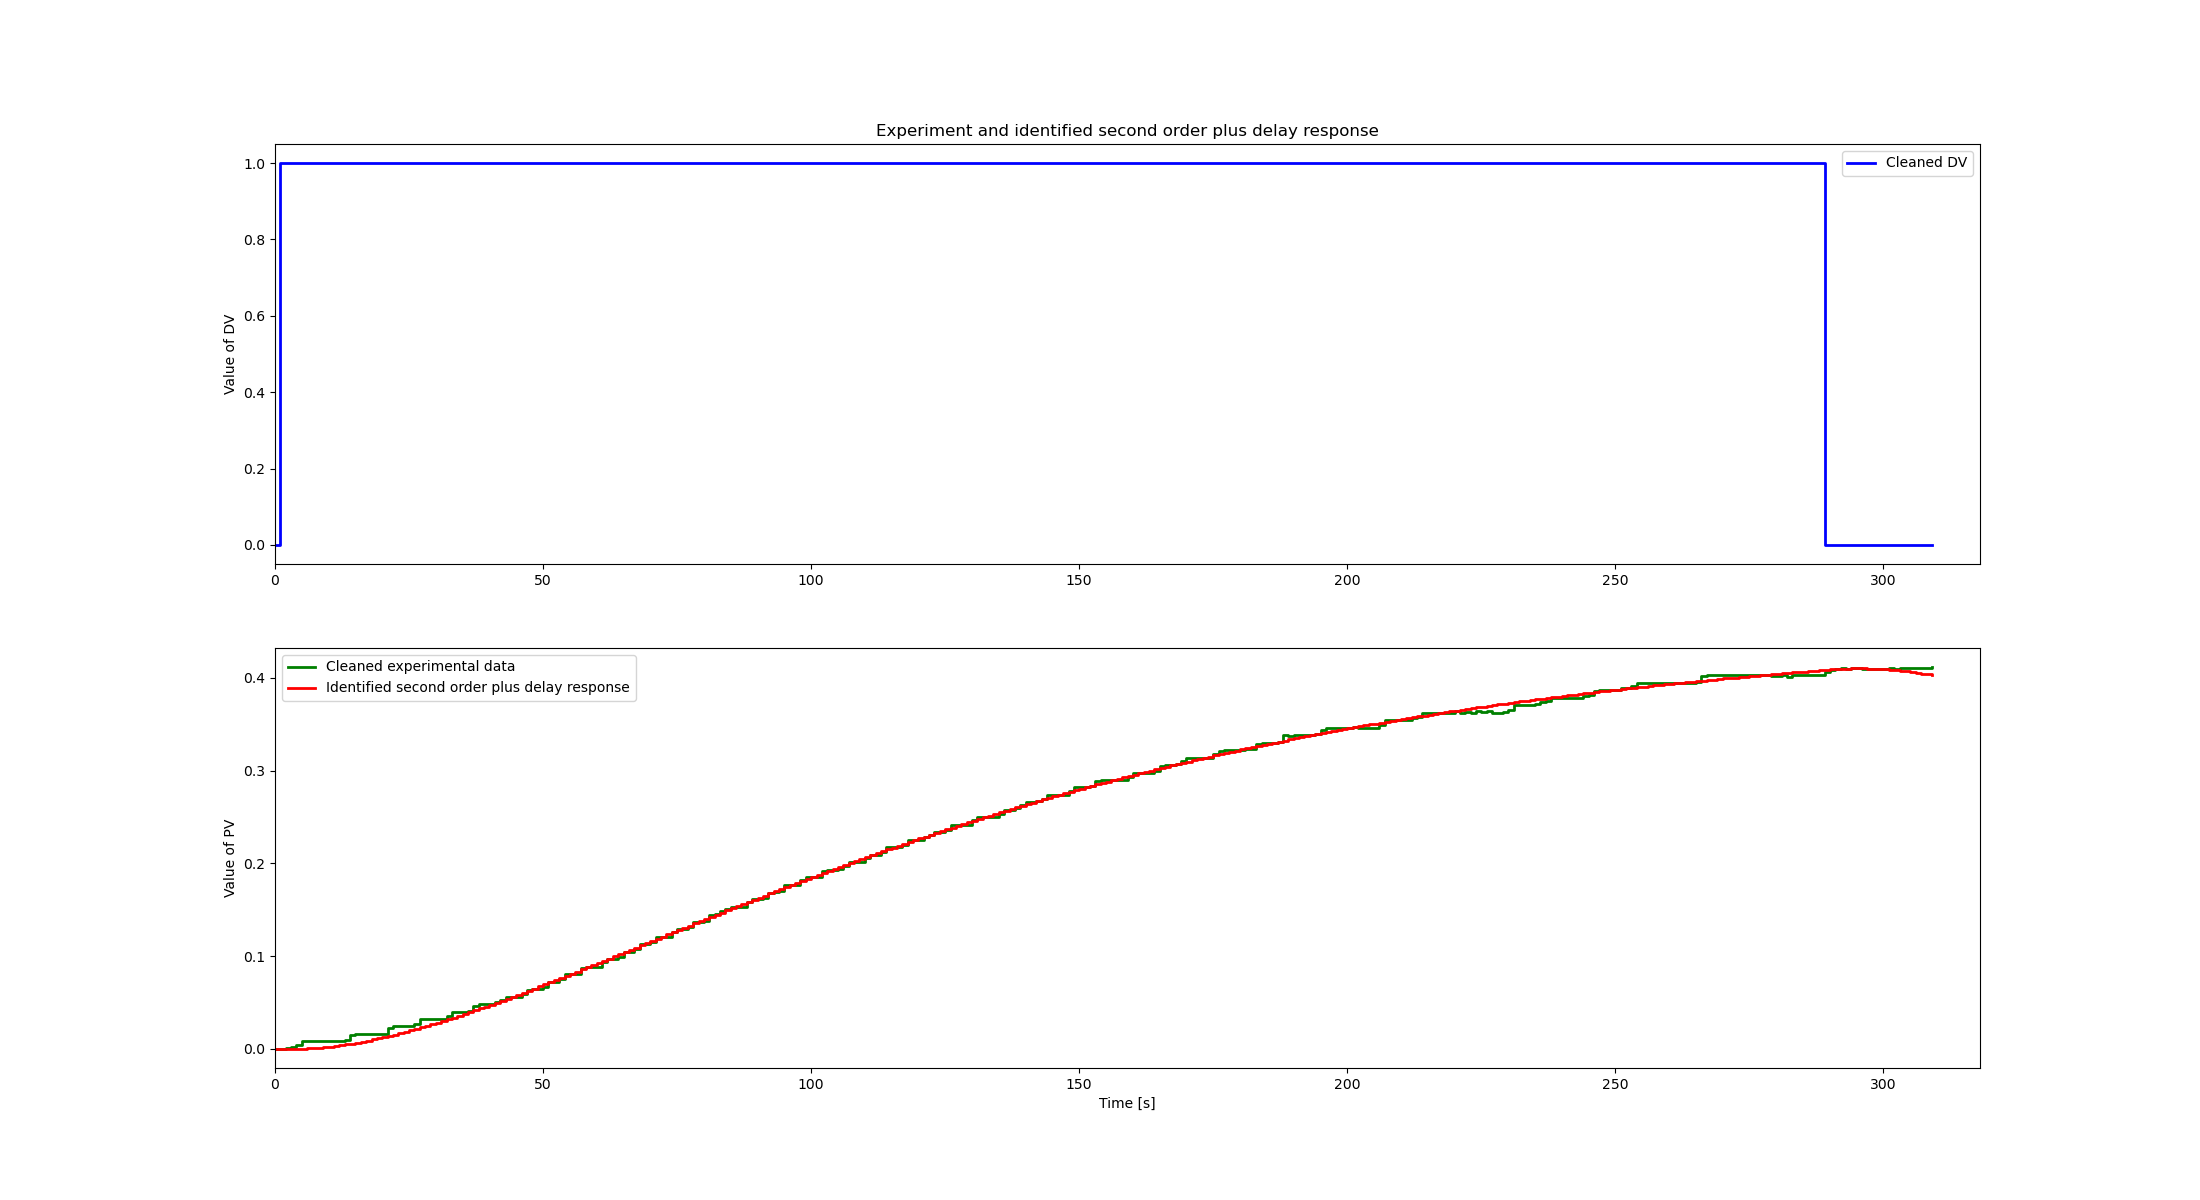 Experiment and identified second order plus delay response
1.0
0.8
0.6
0.4
0.2
0.0
Value of DV
Cleaned DV
0 50 100 150 200 250 300
0.4
0.3
0.2
0.1
0.0
Value of PV
Cleaned experimental data
Identified second order plus delay response
0 50 100 150 200 250 300
Time [s]